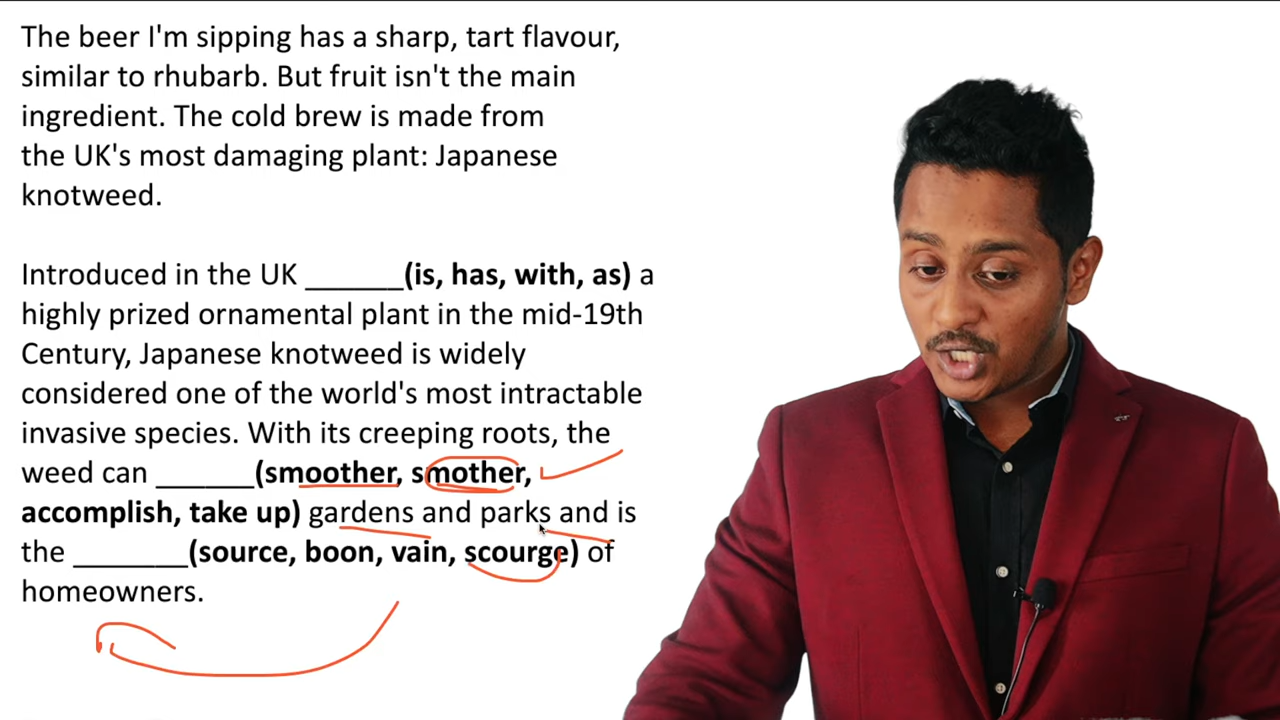 The beer I'm sipping has a sharp, tart flavour,
similar to rhubarb. But fruit isn't the main
ingredient. The cold brew is made from
the UK's most damaging plant: Japanese
knotweed.
Introduced in the UK ______(is, has, with, as) a
highly prized ornamental plant in the mid-19th
Century, Japanese knotweed is widely
considered one of the world's most intractable
invasive species. With its creeping roots, the
weed can ______(smoother, smother,
accomplish, take up) gardens and parks and is
the _______(source, boon, vain, scourge) of
homeowners.